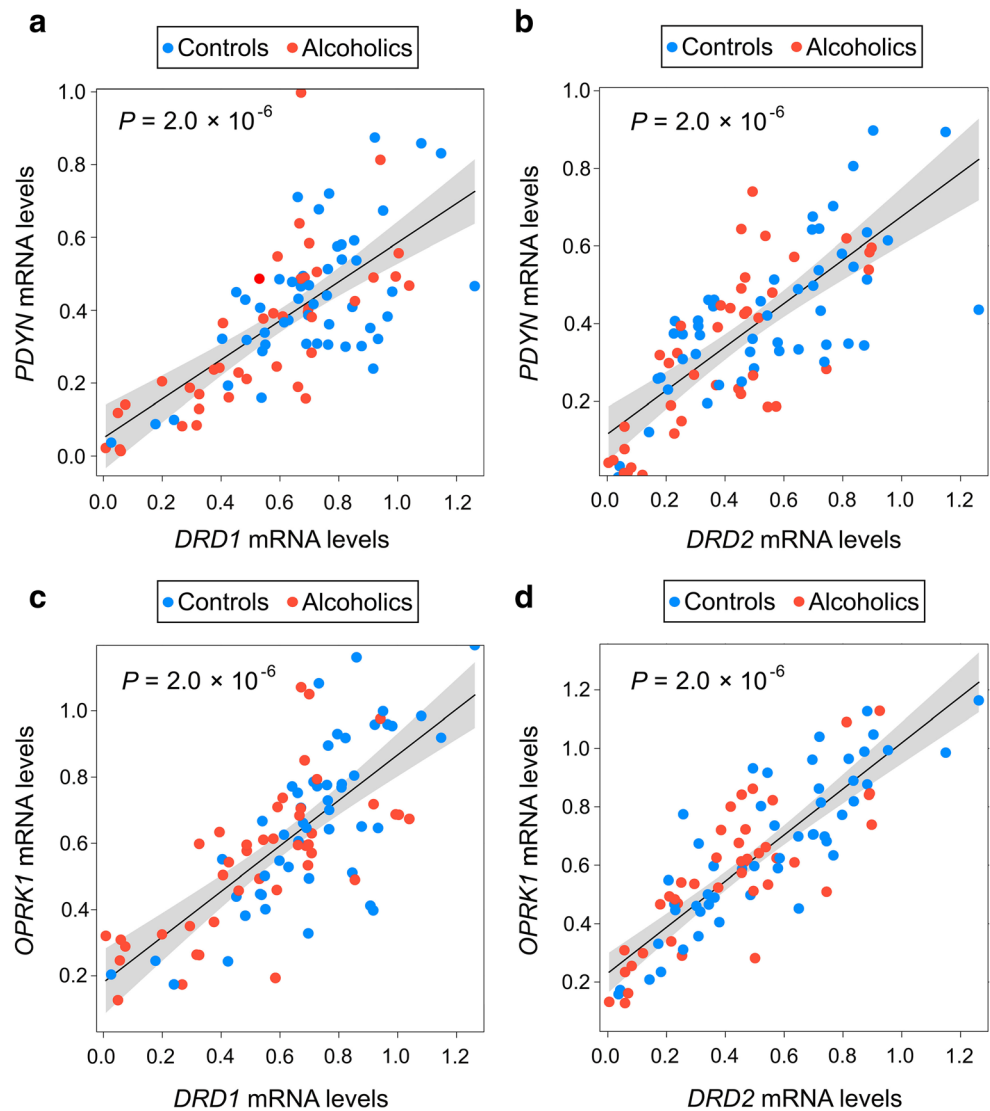 a
Controls Alcoholics
P = 2.0 × 10-6
PDYN mRNA levels
1.0
0.8
0.6
0.4
0.2
0.0
0.0 0.2 0.4 0.6 0.8 1.0 1.2
DRD1 mRNA levels
b
Controls Alcoholics
P = 2.0 × 10-6
PDYN mRNA levels
1.0
0.8
0.6
0.4
0.2
0.0 0.2 0.4 0.6 0.8 1.0 1.2
DRD2 mRNA levels
c
Controls Alcoholics
P = 2.0 × 10-6
OPRK1 mRNA levels
1.0
0.8
0.6
0.4
0.2
0.0 0.2 0.4 0.6 0.8 1.0 1.2
DRD1 mRNA levels
d
Controls Alcoholics
P = 2.0 × 10-6
OPRK1 mRNA levels
1.2
1.0
0.8
0.6
0.4
0.2
0.0 0.2 0.4 0.6 0.8 1.0 1.2
DRD2 mRNA levels